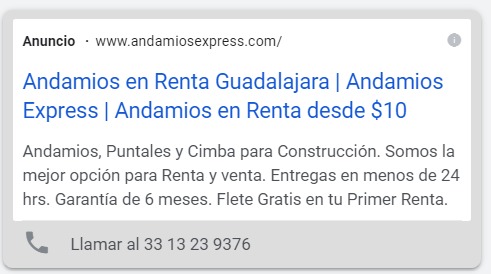 Anuncio · www.andamiosexpress.com/
Andamios en Renta Guadalajara | Andamios
Express | Andamios en Renta desde $10
Andamios, Puntales y Cimba para Construcción. Somos la
mejor opción para Renta y venta. Entregas en menos de 24
hrs. Garantía de 6 meses. Flete Gratis en tu Primer Renta.
Llamar al 33 13 23 9376